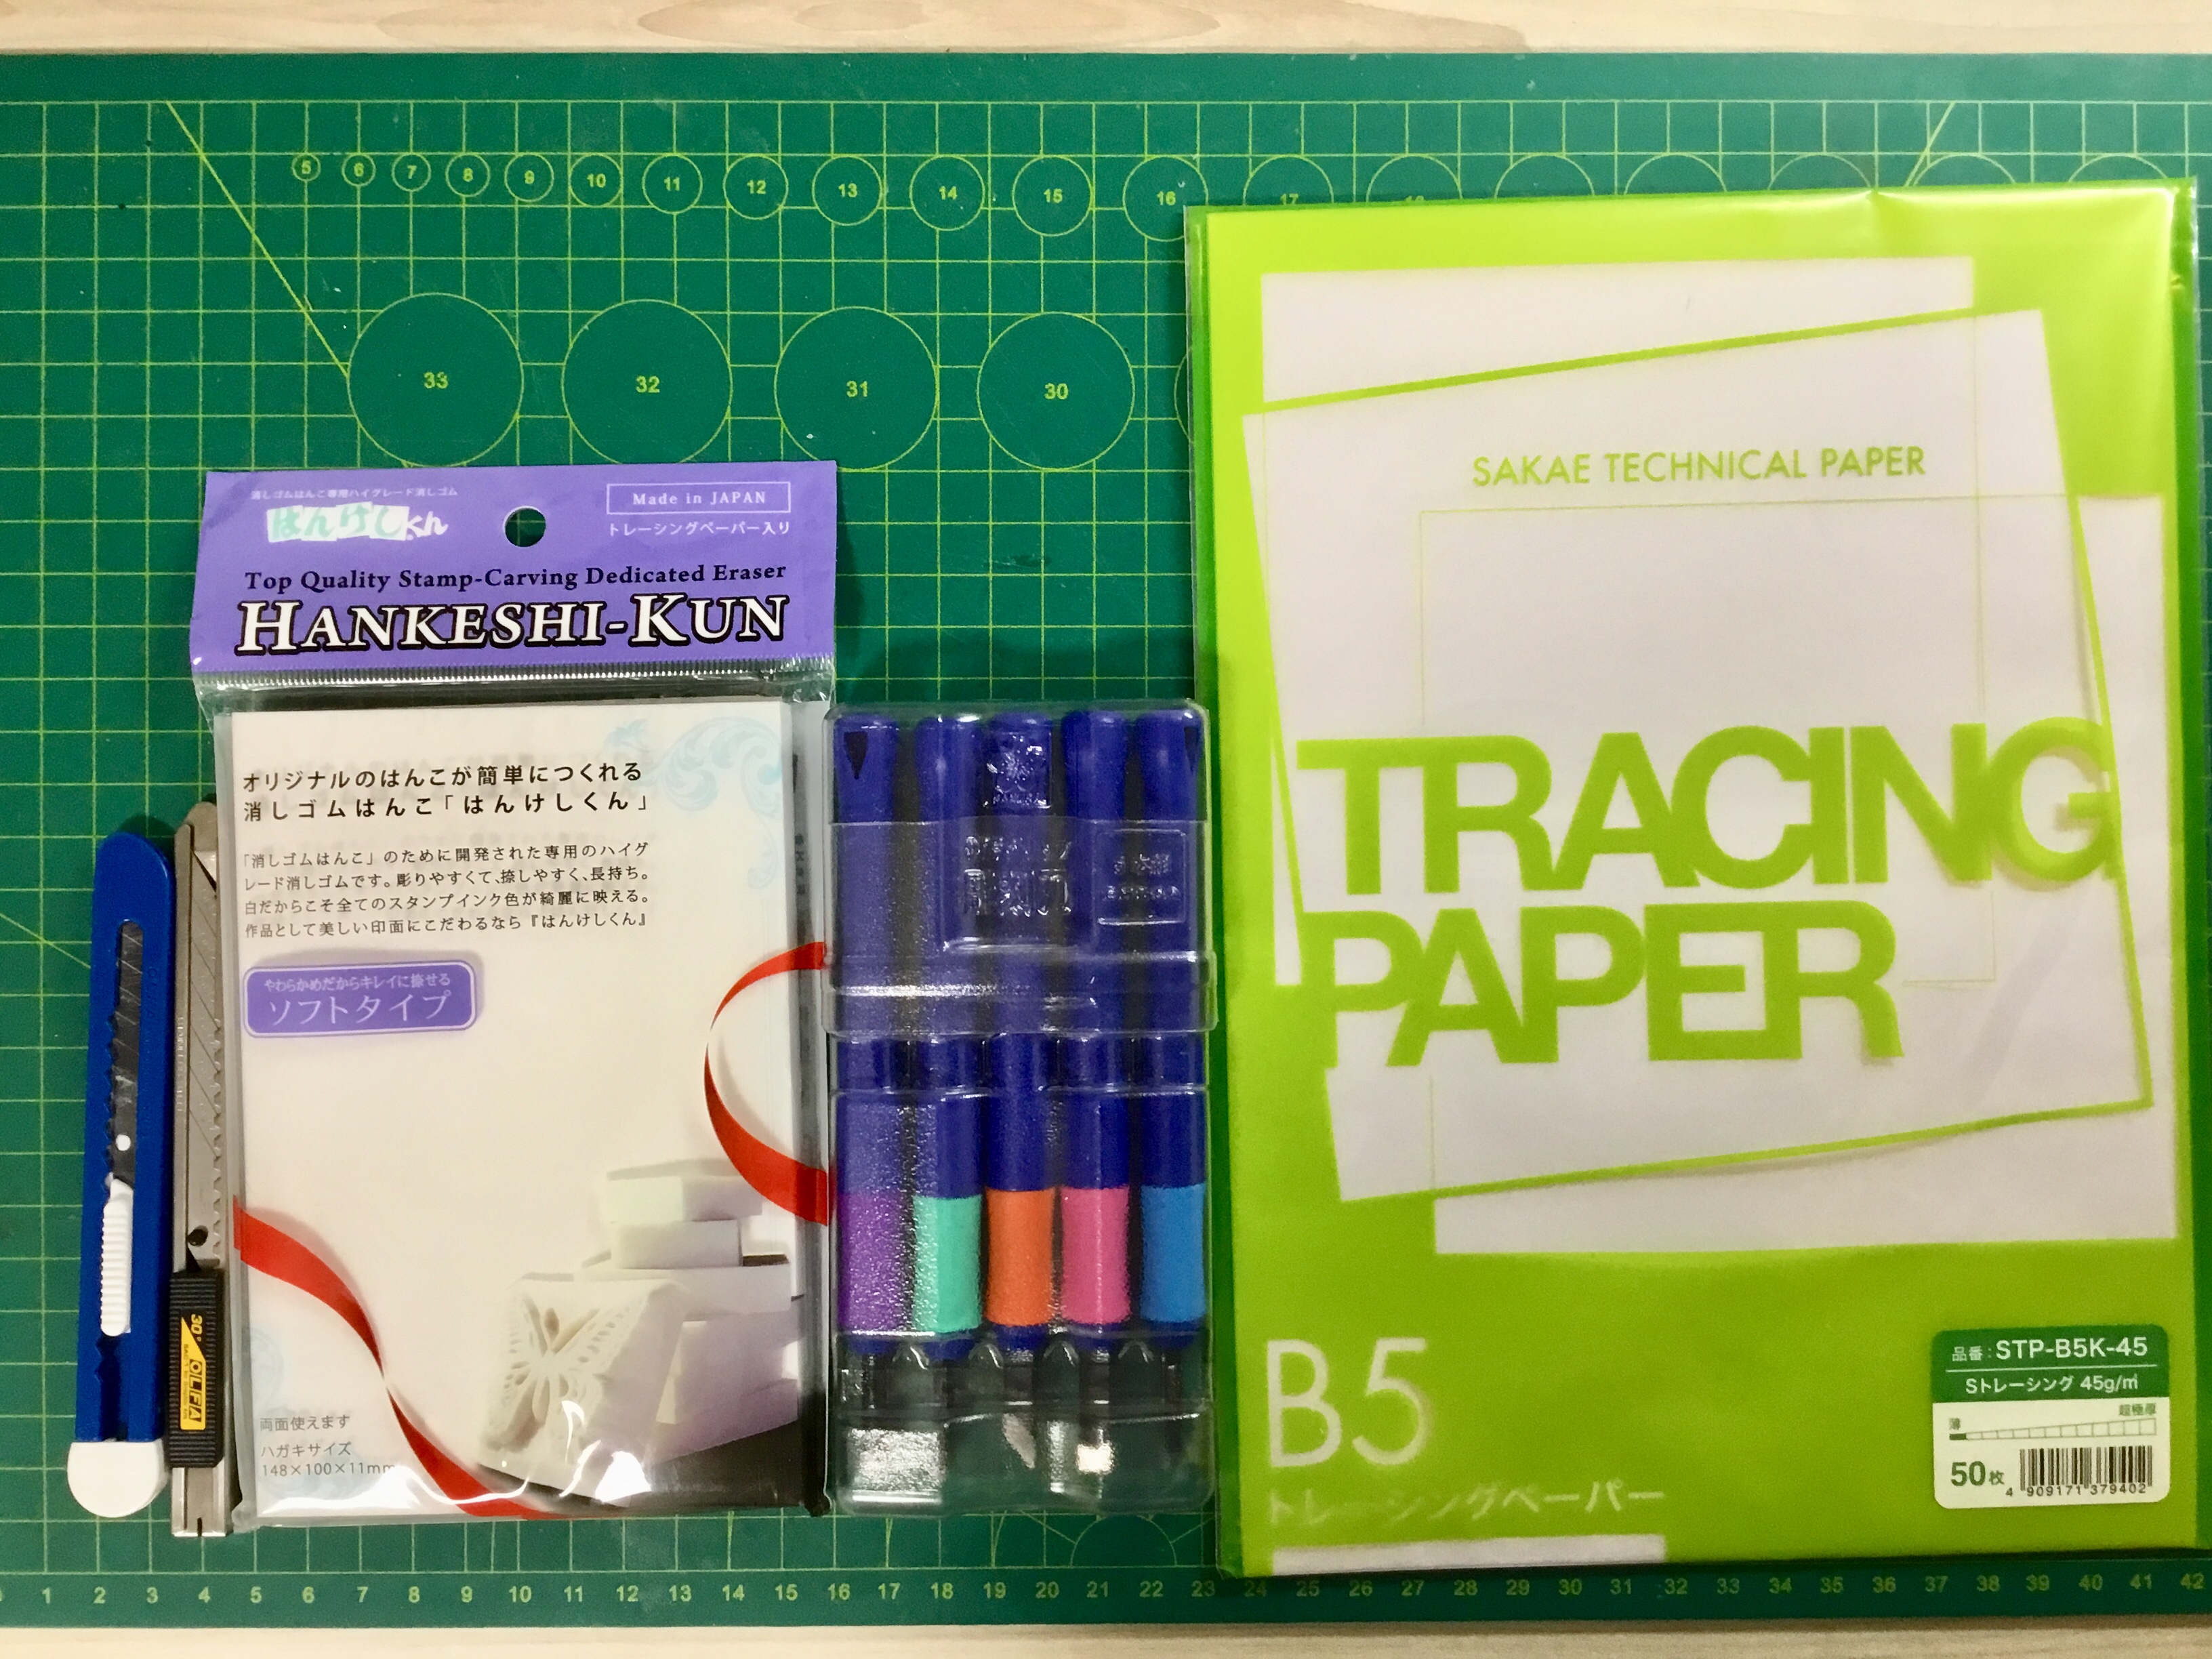 5 6 7 8 9 10 11 12 13 14 15 16 17
33 32 31 30
消しゴムはんこ専用ハイグレード消しゴム
はんけしくん
Made in JAPAN
トレーシングペーパー入り
Top Quality Stamp-Carving Dedicated Eraser
HANKESHI-KUN
オリジナルのはんこが簡単につくれる
消しゴムはんこ「はんけしくん」
「消しゴムはんこ」のために開発された専用のハイグ
レード消しゴムです。彫りやすくて、捺しやすく、長持ち。
白だからこそ全てのスタンプインク色が綺麗に映える。
作品として美しい印面にこだわるなら『はんけしくん』
やわらかめだからキレイに捺せる
ソフトタイプ
両面使えます
ハガキサイズ
148×100×11mm
30°
OLFA
彫刻刀
SAKAE TECHNICAL PAPER
TRACING
PAPER
B5
トレーシングペーパー
品番：STP-B5K-45
Sトレーシング 45g/㎡
薄 超極厚
50枚
4 909171 379402
1 2 3 4 5 6 7 8 9 10 11 12 13 14 15 16 17 18 19 20 21 22 23 24 25 26 27 28 29 30 31 32 33 34 35 36 37 38 39 40 41 42